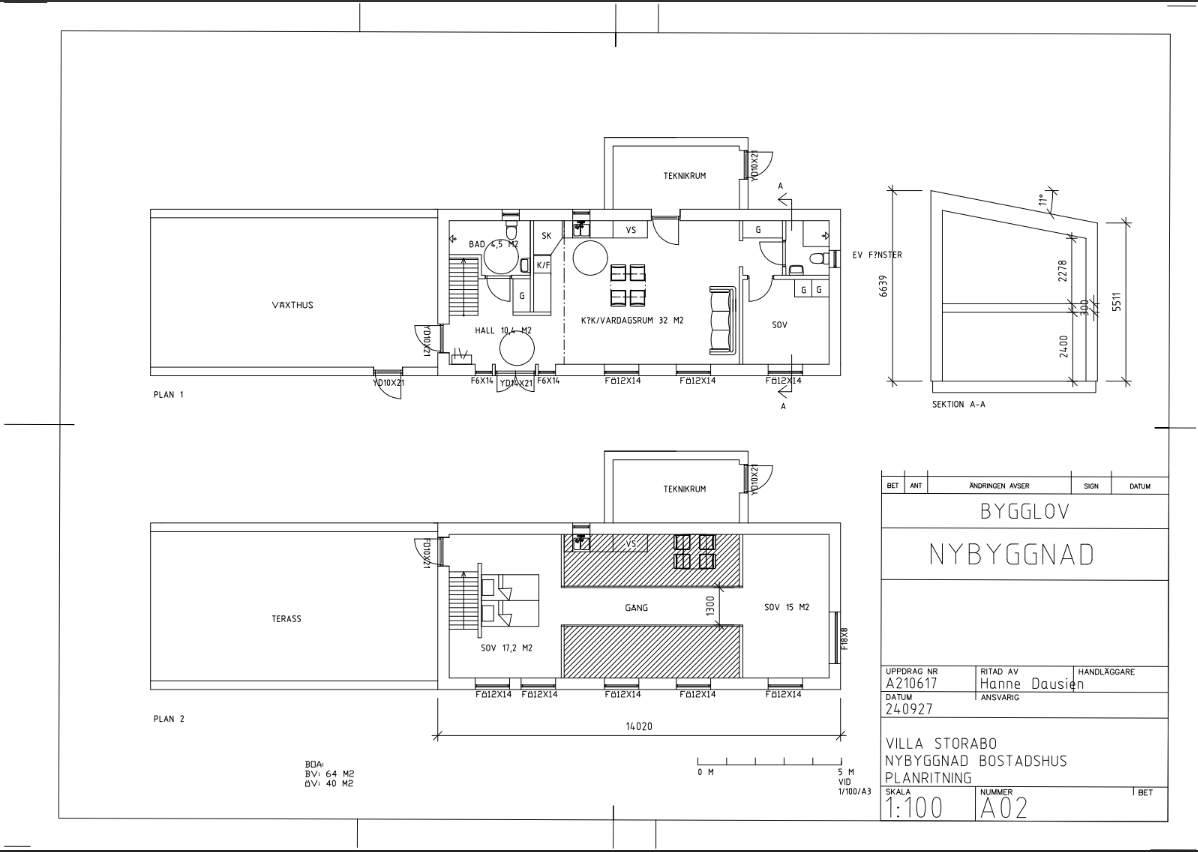 TEKNIKRUM
YD10X21
A
11°
BAD 4,5 M2
SK
VS
G
EV F?NSTER
K/F
G
G G
2278
6639
300
5511
VÄXTHUS
K?K/VARDAGSRUM 32 M2
SOV
HALL 10,4 M2
YD10X21
2400
YD10X21
F6X14
YD14X21
F6X14
FÖ12X14
FÖ12X14
FÖ12X14
PLAN 1
A
SEKTION A-A
TEKNIKRUM
YD10X21
BET
ANT
ÄNDRINGEN AVSER
SIGN
DATUM
BYGGLOV
NYBYGGNAD
FD10X21
VS
TERASS
GANG
1300
SOV 15 M2
F18X8
SOV 17,2 M2
FÖ12X14
FÖ12X14
FÖ12X14
FÖ12X14
FÖ12X14
PLAN 2
14020
UPPDRAG NR
A210617
RITAD AV
Hanne Dausien
HANDLÄGGARE
DATUM
240927
ANSVARIG
VILLA STORABO
NYBYGGNAD BOSTADSHUS
PLANRITNING
SKALA
1:100
NUMMER
A02
BET
BOA:
BV: 64 M2
ÖV: 40 M2
0 M
5 M
VID
1/100/A3